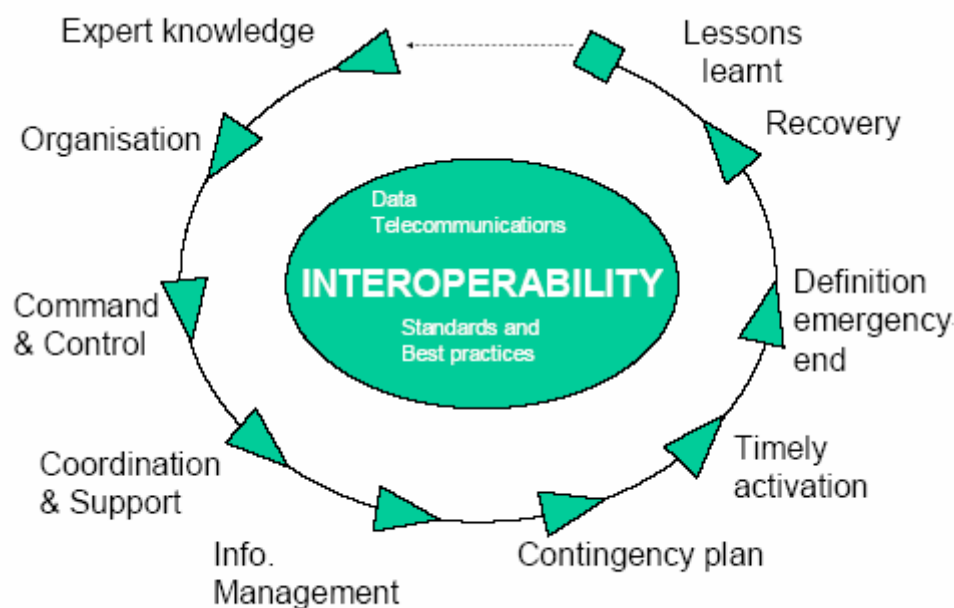 Expert knowledge
Lessons
learnt
Organisation
Recovery
Data
Telecommunications
INTEROPERABILITY
Standards and
Best practices
Command
& Control
Definition
emergency-
end
Coordination
& Support
Timely
activation
Info.
Management
Contingency plan